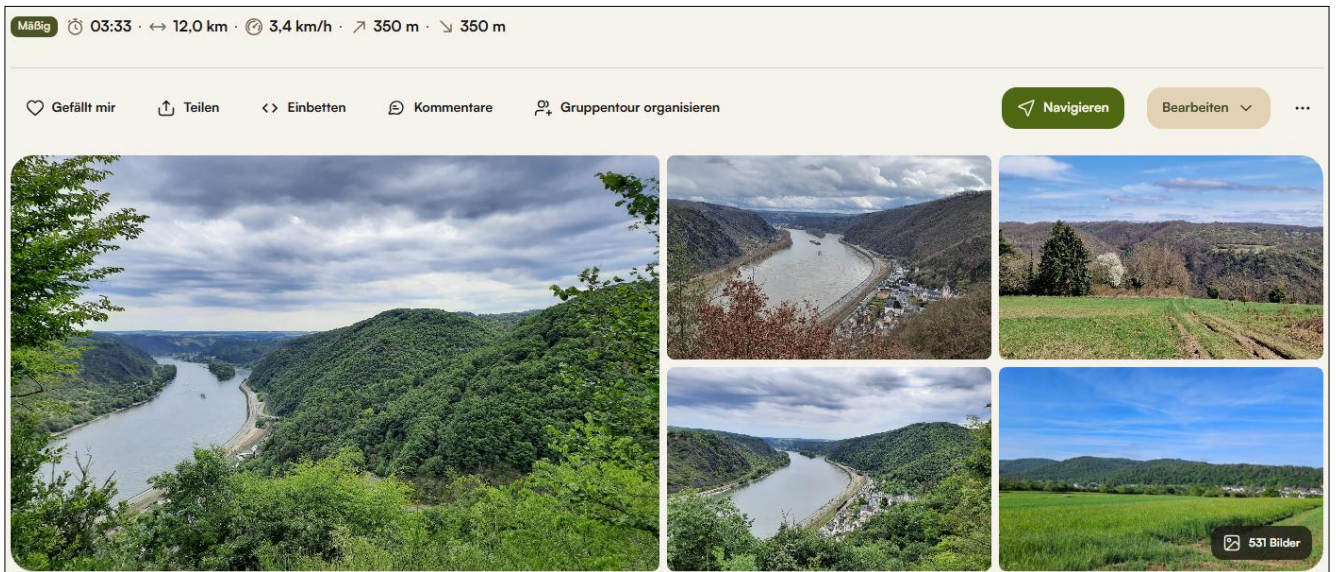 Mäßig 03:33 · 12,0 km · 3,4 km/h · 350 m · 350 m
Gefällt mir Teilen Einbetten Kommentare Gruppentour organisieren Navigieren Bearbeiten
531 Bilder